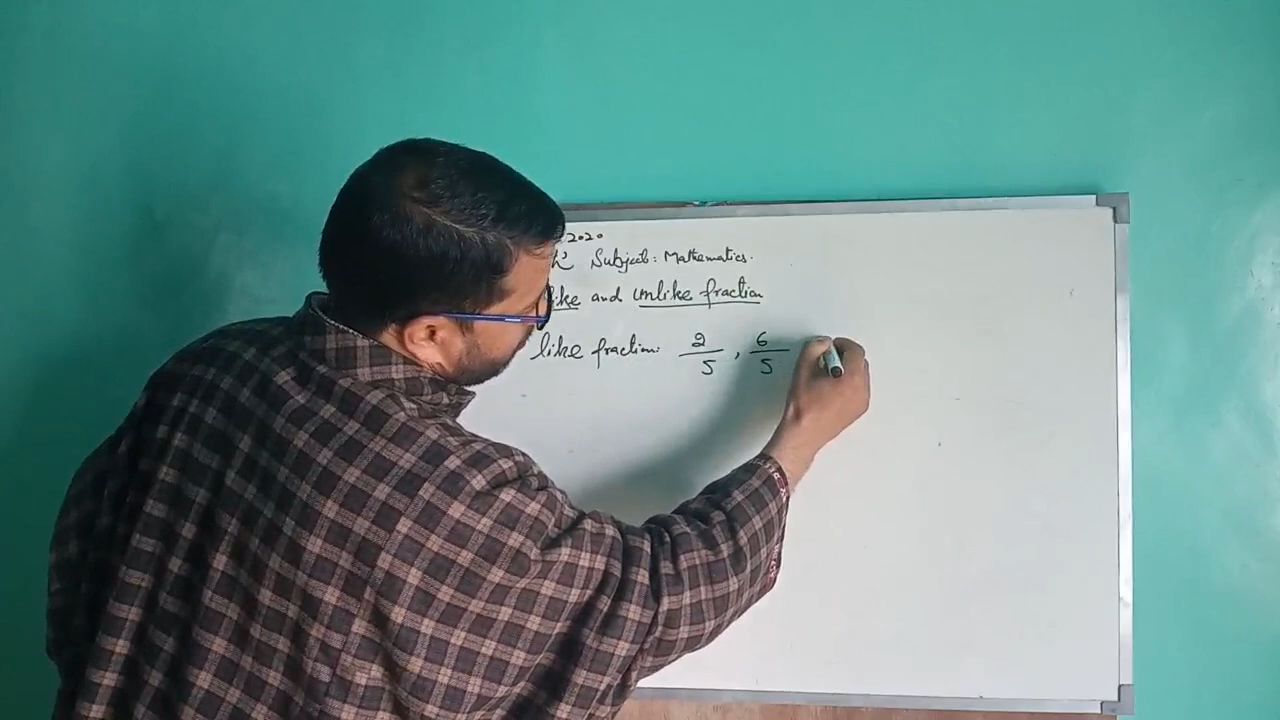 2020
Subject: Mathematics.
like and Unlike fraction
like fraction: 2/5, 6/5